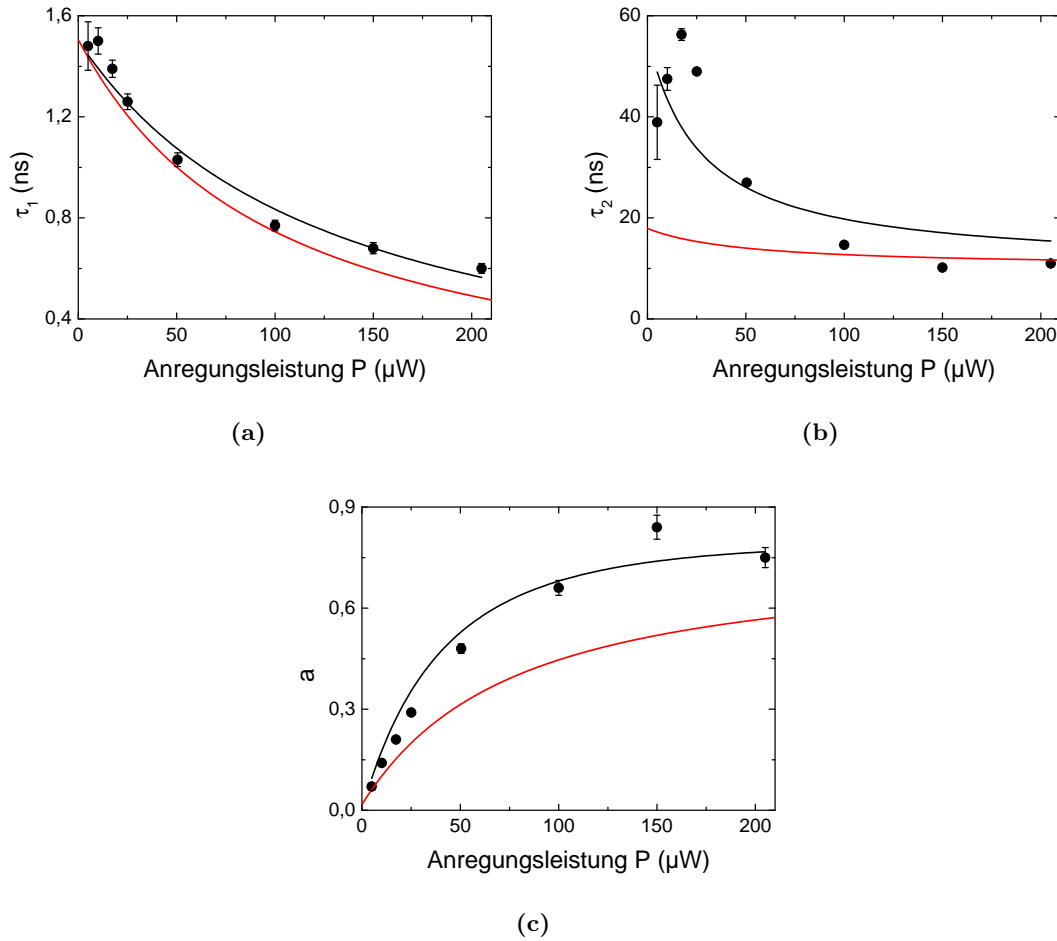 1,6
1,2
0,8
0,4
τ1 (ns)
0 50 100 150 200
Anregungsleistung P (µW)
(a)
60
40
20
0
τ2 (ns)
0 50 100 150 200
Anregungsleistung P (µW)
(b)
0,9
0,6
0,3
0,0
a
0 50 100 150 200
Anregungsleistung P (µW)
(c)